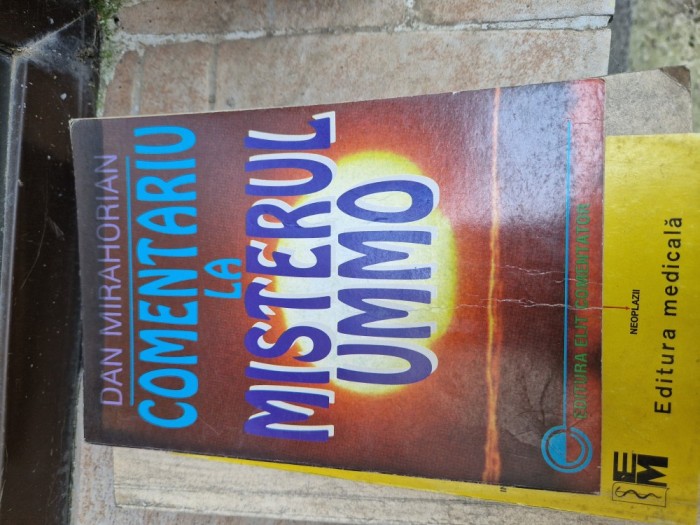 DAN MIRAHORIAN
COMENTARIU
LA
MISTERUL
UMMO
EDITURA ELIT COMENTATOR
NEOPLAZII
EM
Editura medicală